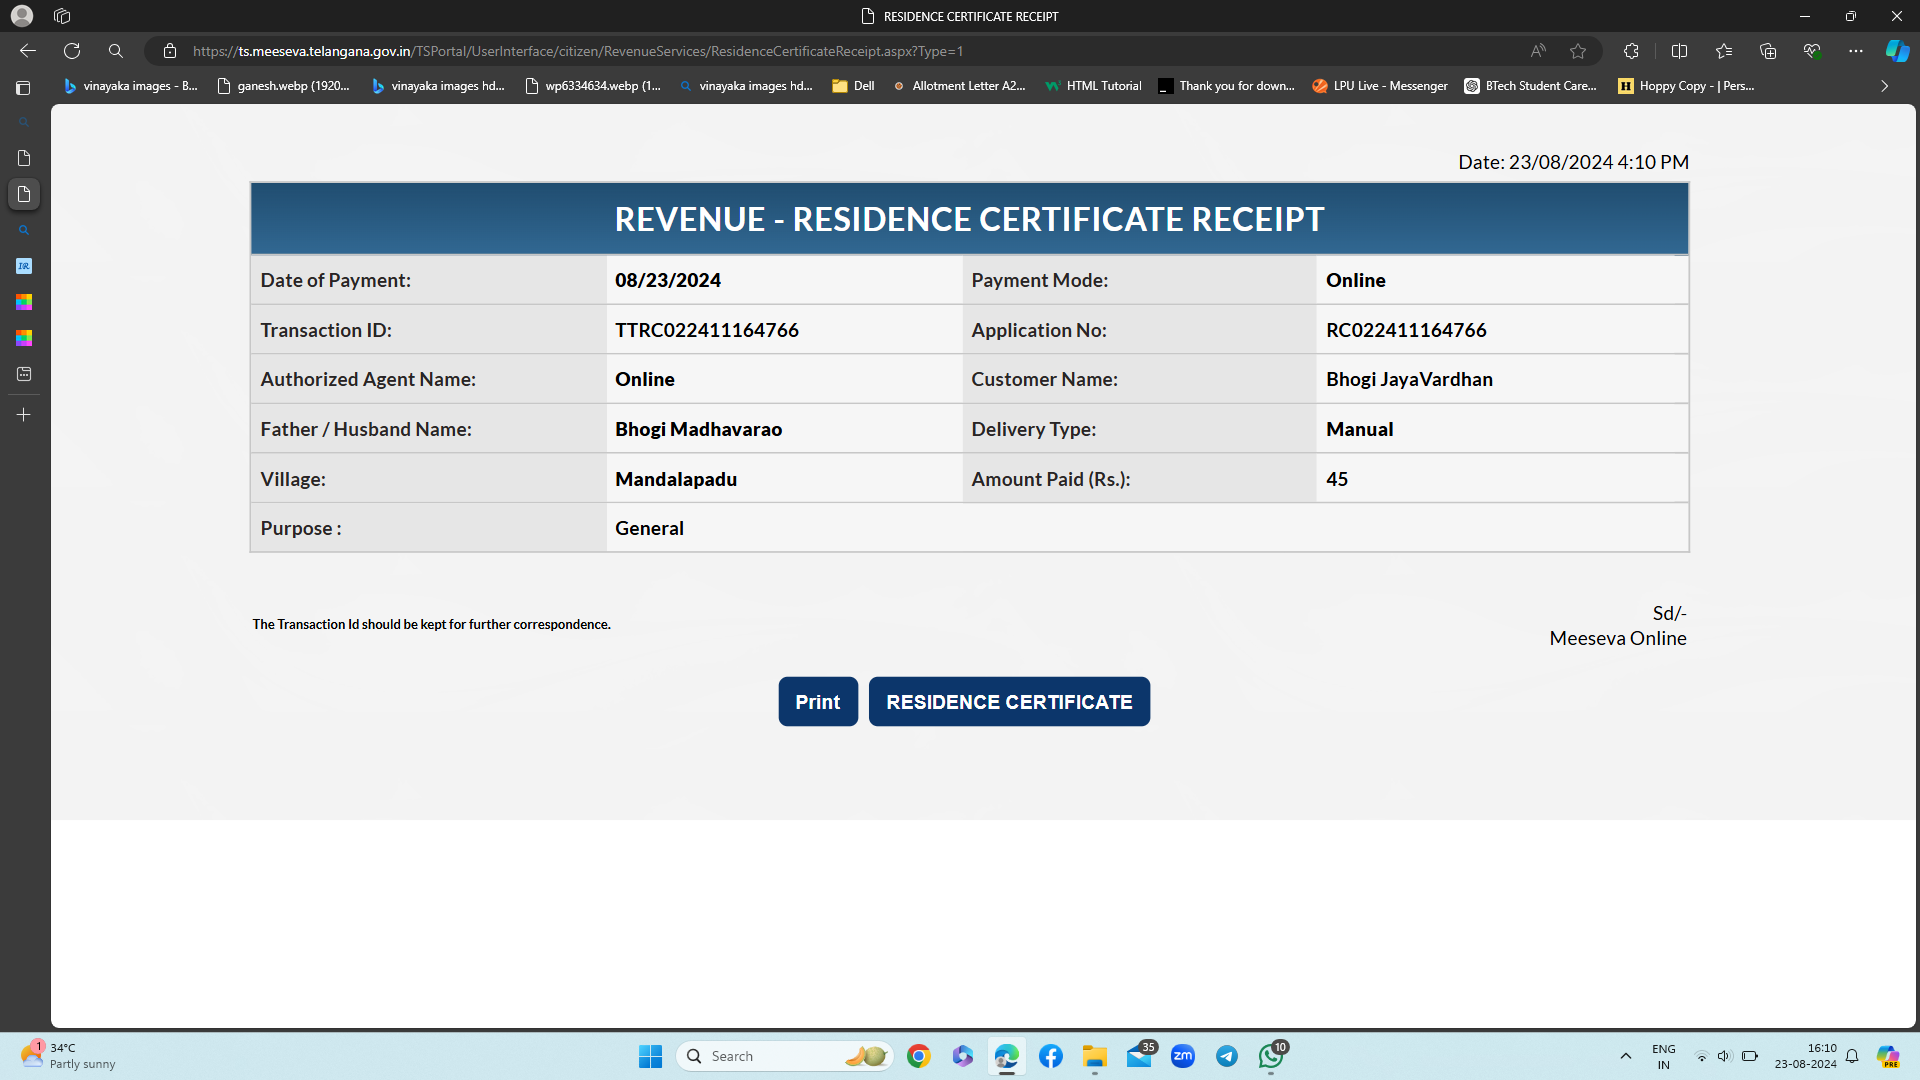 RESIDENCE CERTIFICATE RECEIPT
https://ts.meeseva.telangana.gov.in/TSPortal/UserInterface/citizen/RevenueServices/ResidenceCertificateReceipt.aspx?Type=1
vinayaka images - B... ganesh.webp (1920... vinayaka images hd... wp6334634.webp (1... vinayaka images hd... Dell Allotment Letter A2... HTML Tutorial Thank you for down... LPU Live - Messenger BTech Student Care... Hoppy Copy - | Pers...
Date: 23/08/2024 4:10 PM
REVENUE - RESIDENCE CERTIFICATE RECEIPT
Date of Payment: 08/23/2024 Payment Mode: Online
Transaction ID: TTRC022411164766 Application No: RC022411164766
Authorized Agent Name: Online Customer Name: Bhogi JayaVardhan
Father / Husband Name: Bhogi Madhavarao Delivery Type: Manual
Village: Mandalapadu Amount Paid (Rs.): 45
Purpose : General
The Transaction Id should be kept for further correspondence.
Sd/-
Meeseva Online
Print RESIDENCE CERTIFICATE
1 34°C
Partly sunny
Search
35
zm
10
ENG
IN
16:10
23-08-2024
PRE